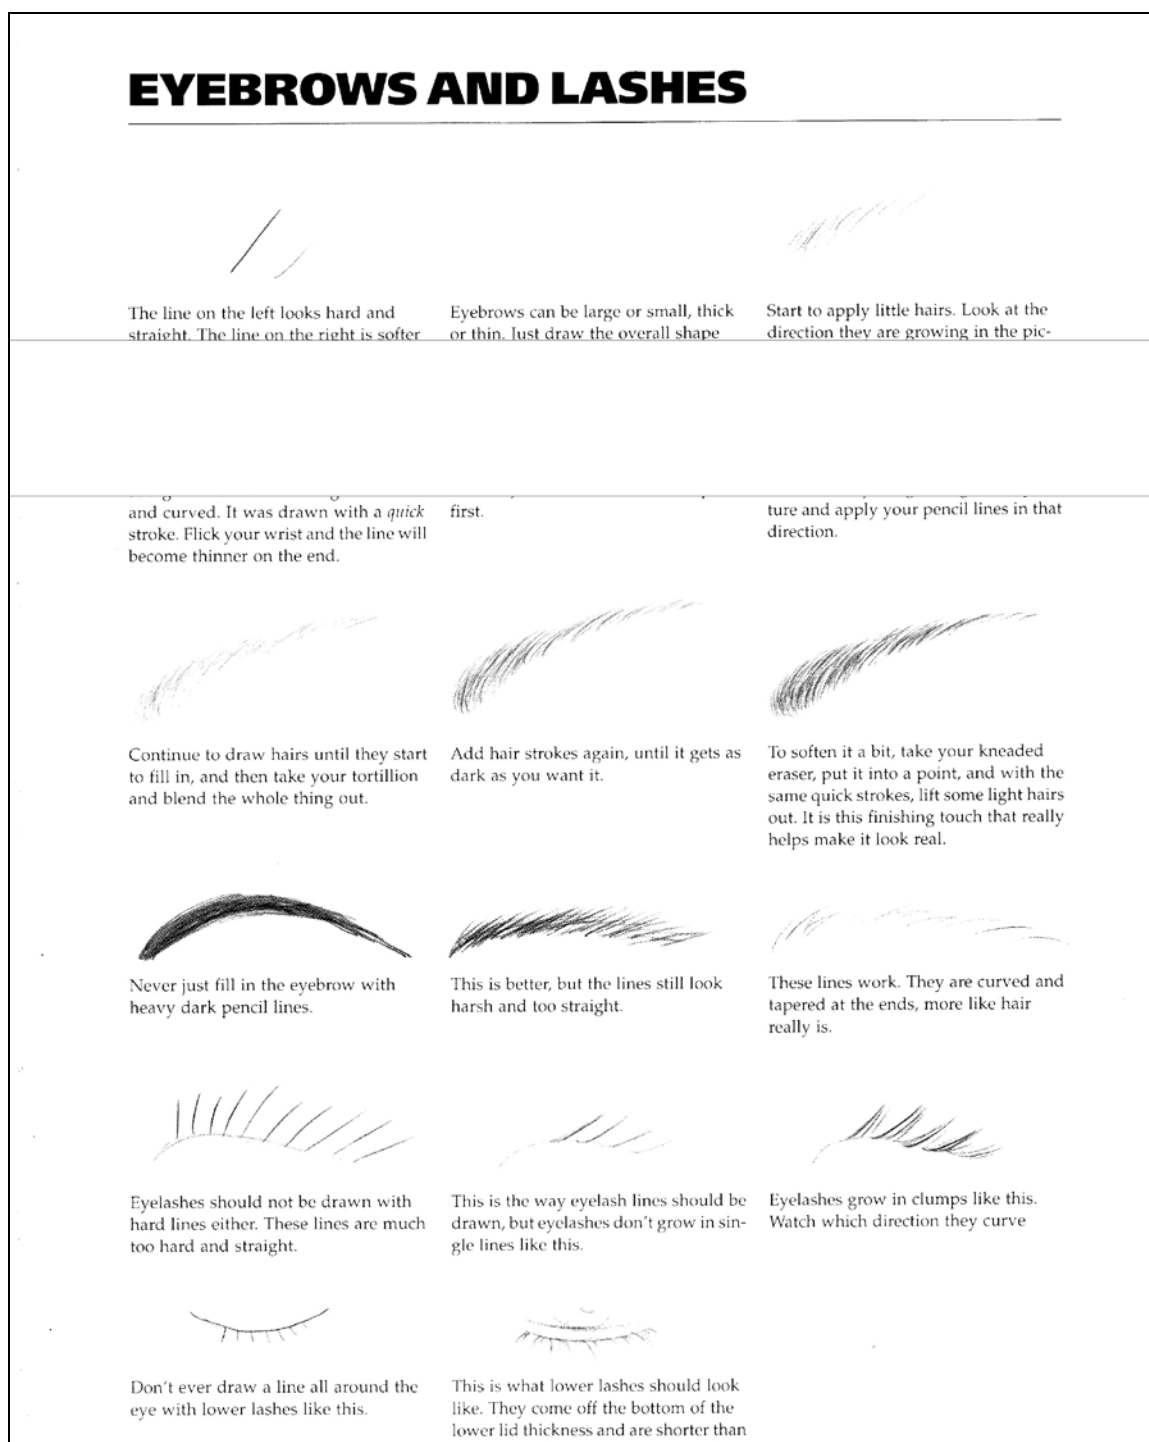 EYEBROWS AND LASHES
The line on the left looks hard and
straight. The line on the right is softer
and curved. It was drawn with a quick
stroke. Flick your wrist and the line will
become thinner on the end.
Eyebrows can be large or small, thick
or thin. Just draw the overall shape
first.
Start to apply little hairs. Look at the
direction they are growing in the pic-
ture and apply your pencil lines in that
direction.
Continue to draw hairs until they start
to fill in, and then take your tortillion
and blend the whole thing out.
Add hair strokes again, until it gets as
dark as you want it.
To soften it a bit, take your kneaded
eraser, put it into a point, and with the
same quick strokes, lift some light hairs
out. It is this finishing touch that really
helps make it look real.
Never just fill in the eyebrow with
heavy dark pencil lines.
This is better, but the lines still look
harsh and too straight.
These lines work. They are curved and
tapered at the ends, more like hair
really is.
Eyelashes should not be drawn with
hard lines either. These lines are much
too hard and straight.
This is the way eyelash lines should be
drawn, but eyelashes don't grow in sin-
gle lines like this.
Eyelashes grow in clumps like this.
Watch which direction they curve
Don't ever draw a line all around the
eye with lower lashes like this.
This is what lower lashes should look
like. They come off the bottom of the
lower lid thickness and are shorter than